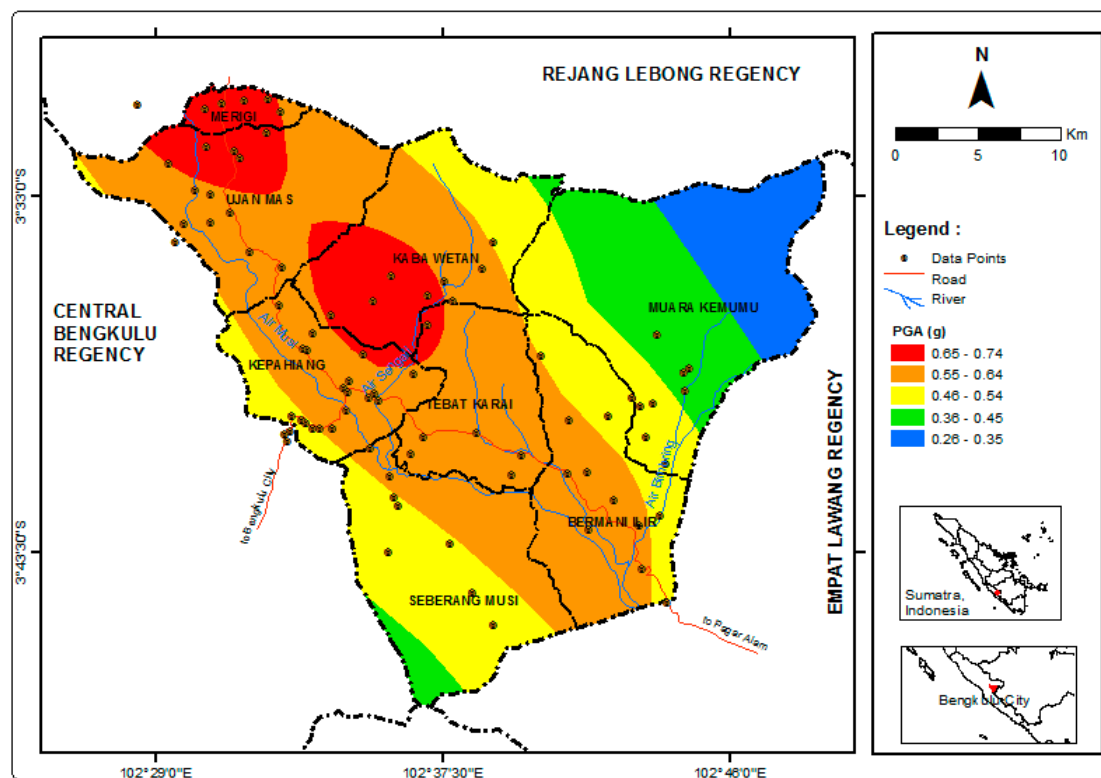 REJANG LEBONG REGENCY
MERIGI
UJAN MAS
KABA WETAN
CENTRAL
BENGKULU
REGENCY
MUARA KEMUMU
Air Musi
KEPAHIANG
Air Sempiang
TEBAT KARAI
Air Bintaring
BERMANI ILIR
SEBERANG MUSI
to Bengkulu City
to Pagar Alam
EMPAT LAWANG REGENCY
3°33'0"S
3°43'30"S
102°29'0"E
102°37'30"E
102°46'0"E
N
Km
0 5 10
Legend :
Data Points
Road
River
PGA (g)
0.65 - 0.74
0.55 - 0.64
0.46 - 0.54
0.36 - 0.45
0.26 - 0.35
Sumatra,
Indonesia
Bengkulu City